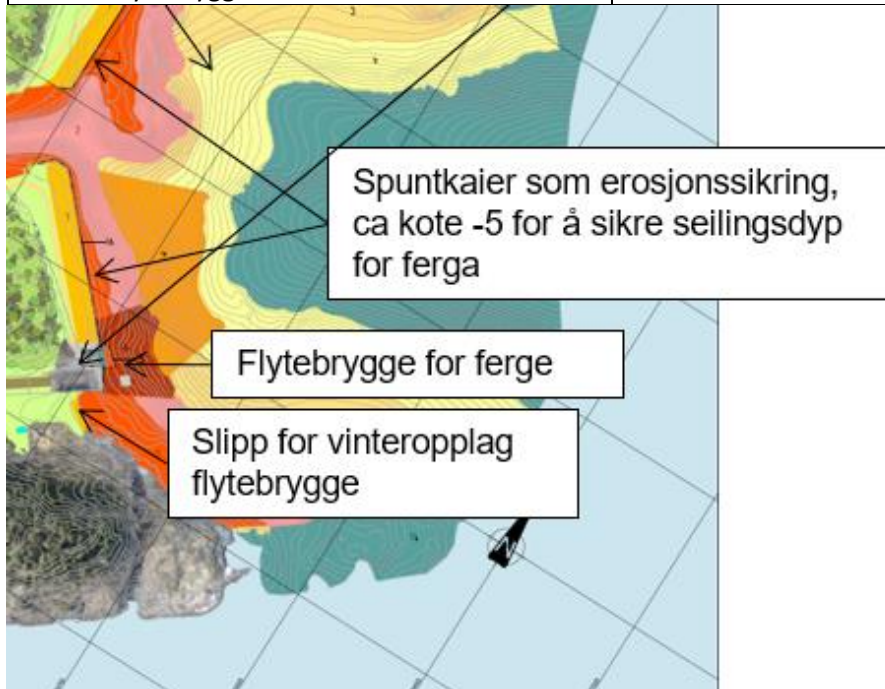 Spuntkaier som erosjonssikring,
ca kote -5 for å sikre seilingsdyp
for ferga
Flytebrygge for ferge
Slipp for vinteropplag
flytebrygge